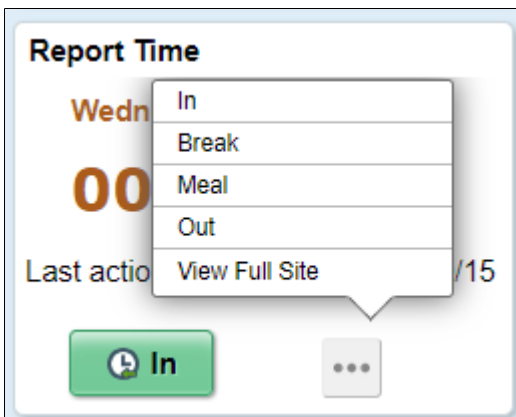 Report Time
Wedn
In
Break
00
Meal
Out
Last actio
View Full Site
/15
In